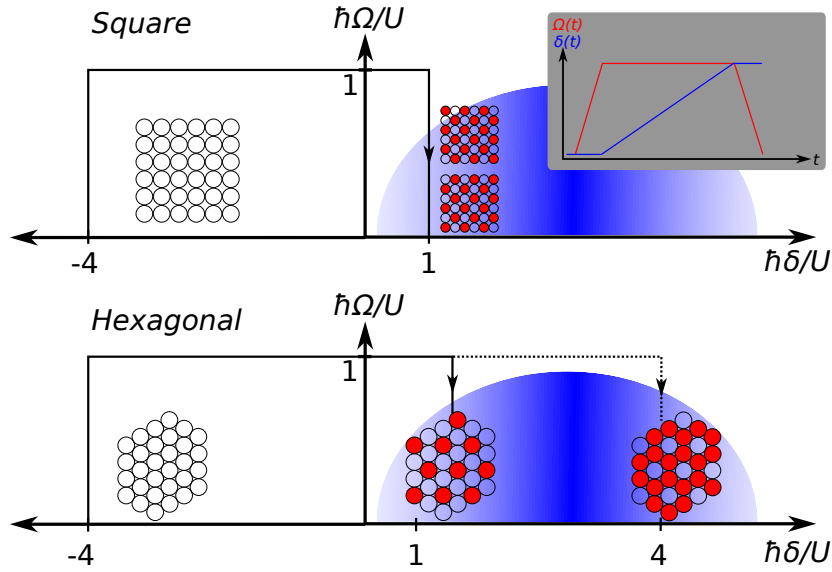 Square
ħΩ/U
Ω(t)
δ(t)
t
1
-4
1
ħδ/U
Hexagonal
ħΩ/U
1
-4
1
4
ħδ/U